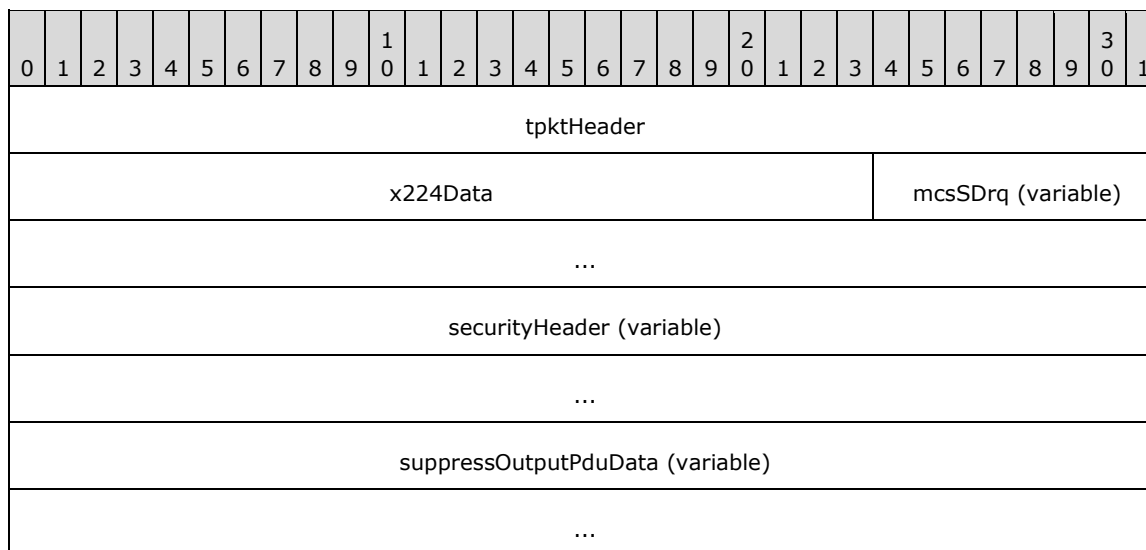 1 2 3
0 1 2 3 4 5 6 7 8 9 0 1 2 3 4 5 6 7 8 9 0 1 2 3 4 5 6 7 8 9 0 1
tpktHeader
x224Data mcsSDrq (variable)
...
securityHeader (variable)
...
suppressOutputPduData (variable)
...